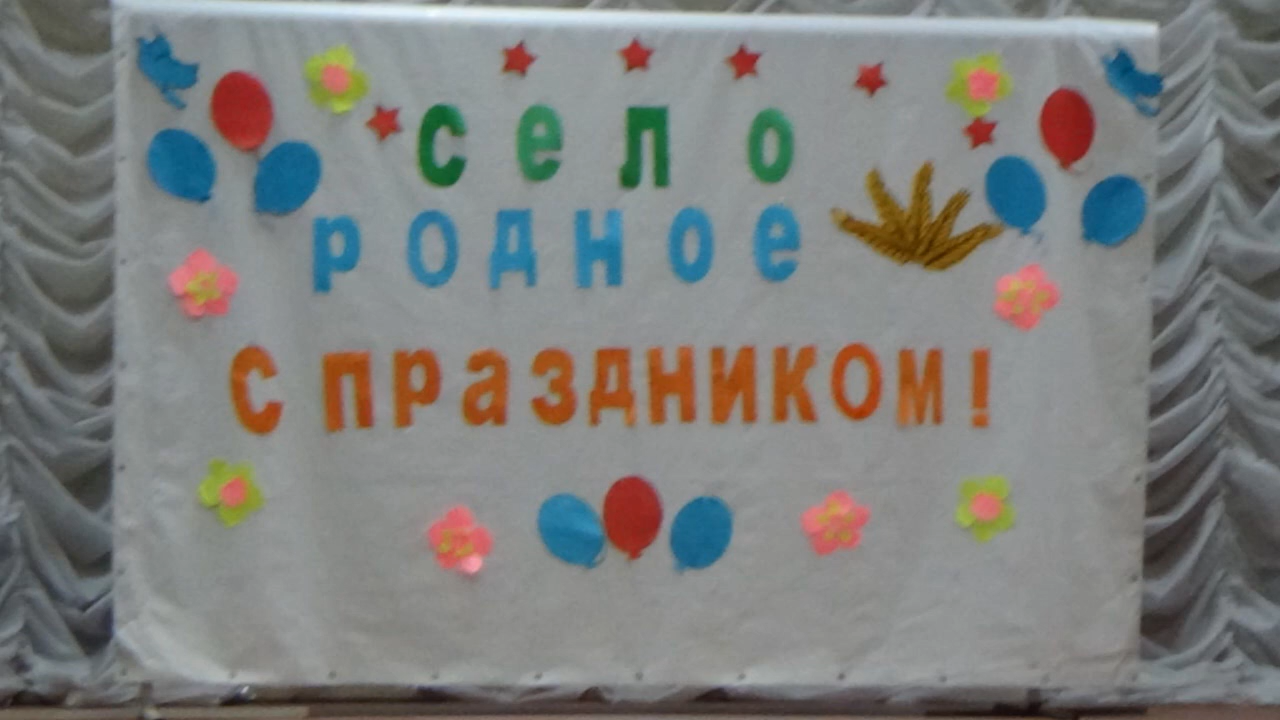 село
родное
с праздником!